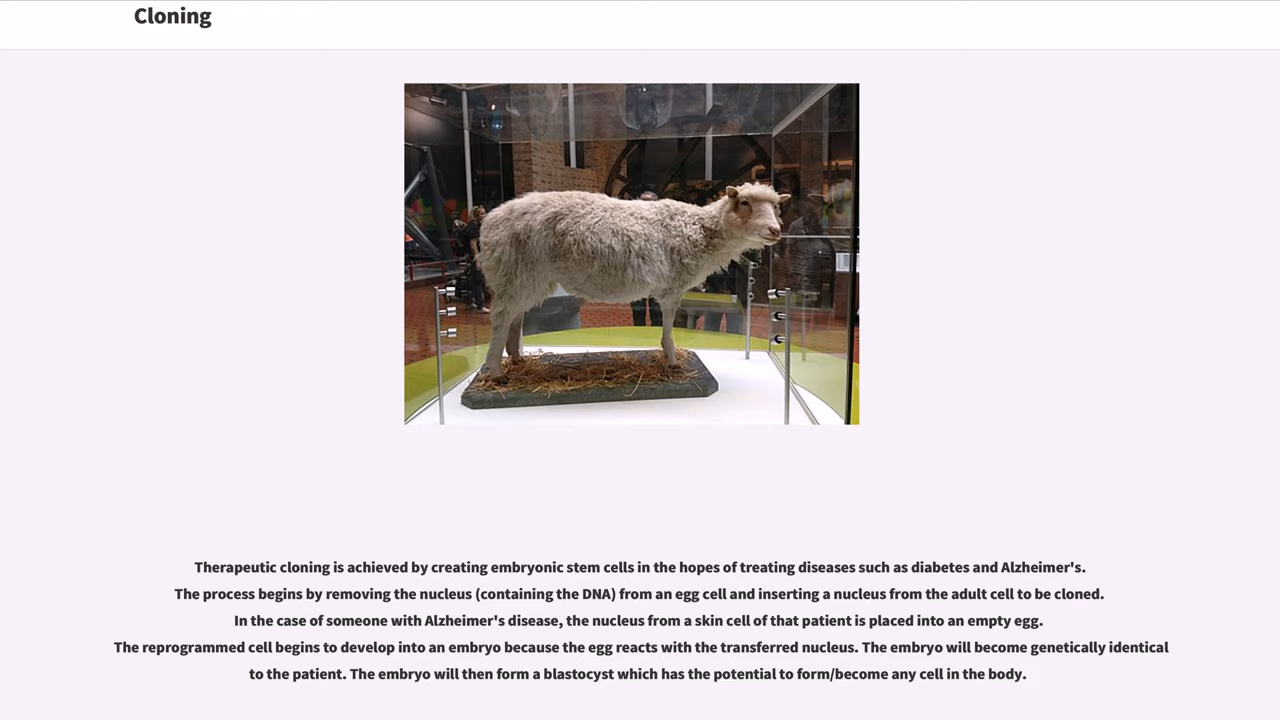 Cloning
Therapeutic cloning is achieved by creating embryonic stem cells in the hopes of treating diseases such as diabetes and Alzheimer's.
The process begins by removing the nucleus (containing the DNA) from an egg cell and inserting a nucleus from the adult cell to be cloned.
In the case of someone with Alzheimer's disease, the nucleus from a skin cell of that patient is placed into an empty egg.
The reprogrammed cell begins to develop into an embryo because the egg reacts with the transferred nucleus. The embryo will become genetically identical
to the patient. The embryo will then form a blastocyst which has the potential to form/become any cell in the body.